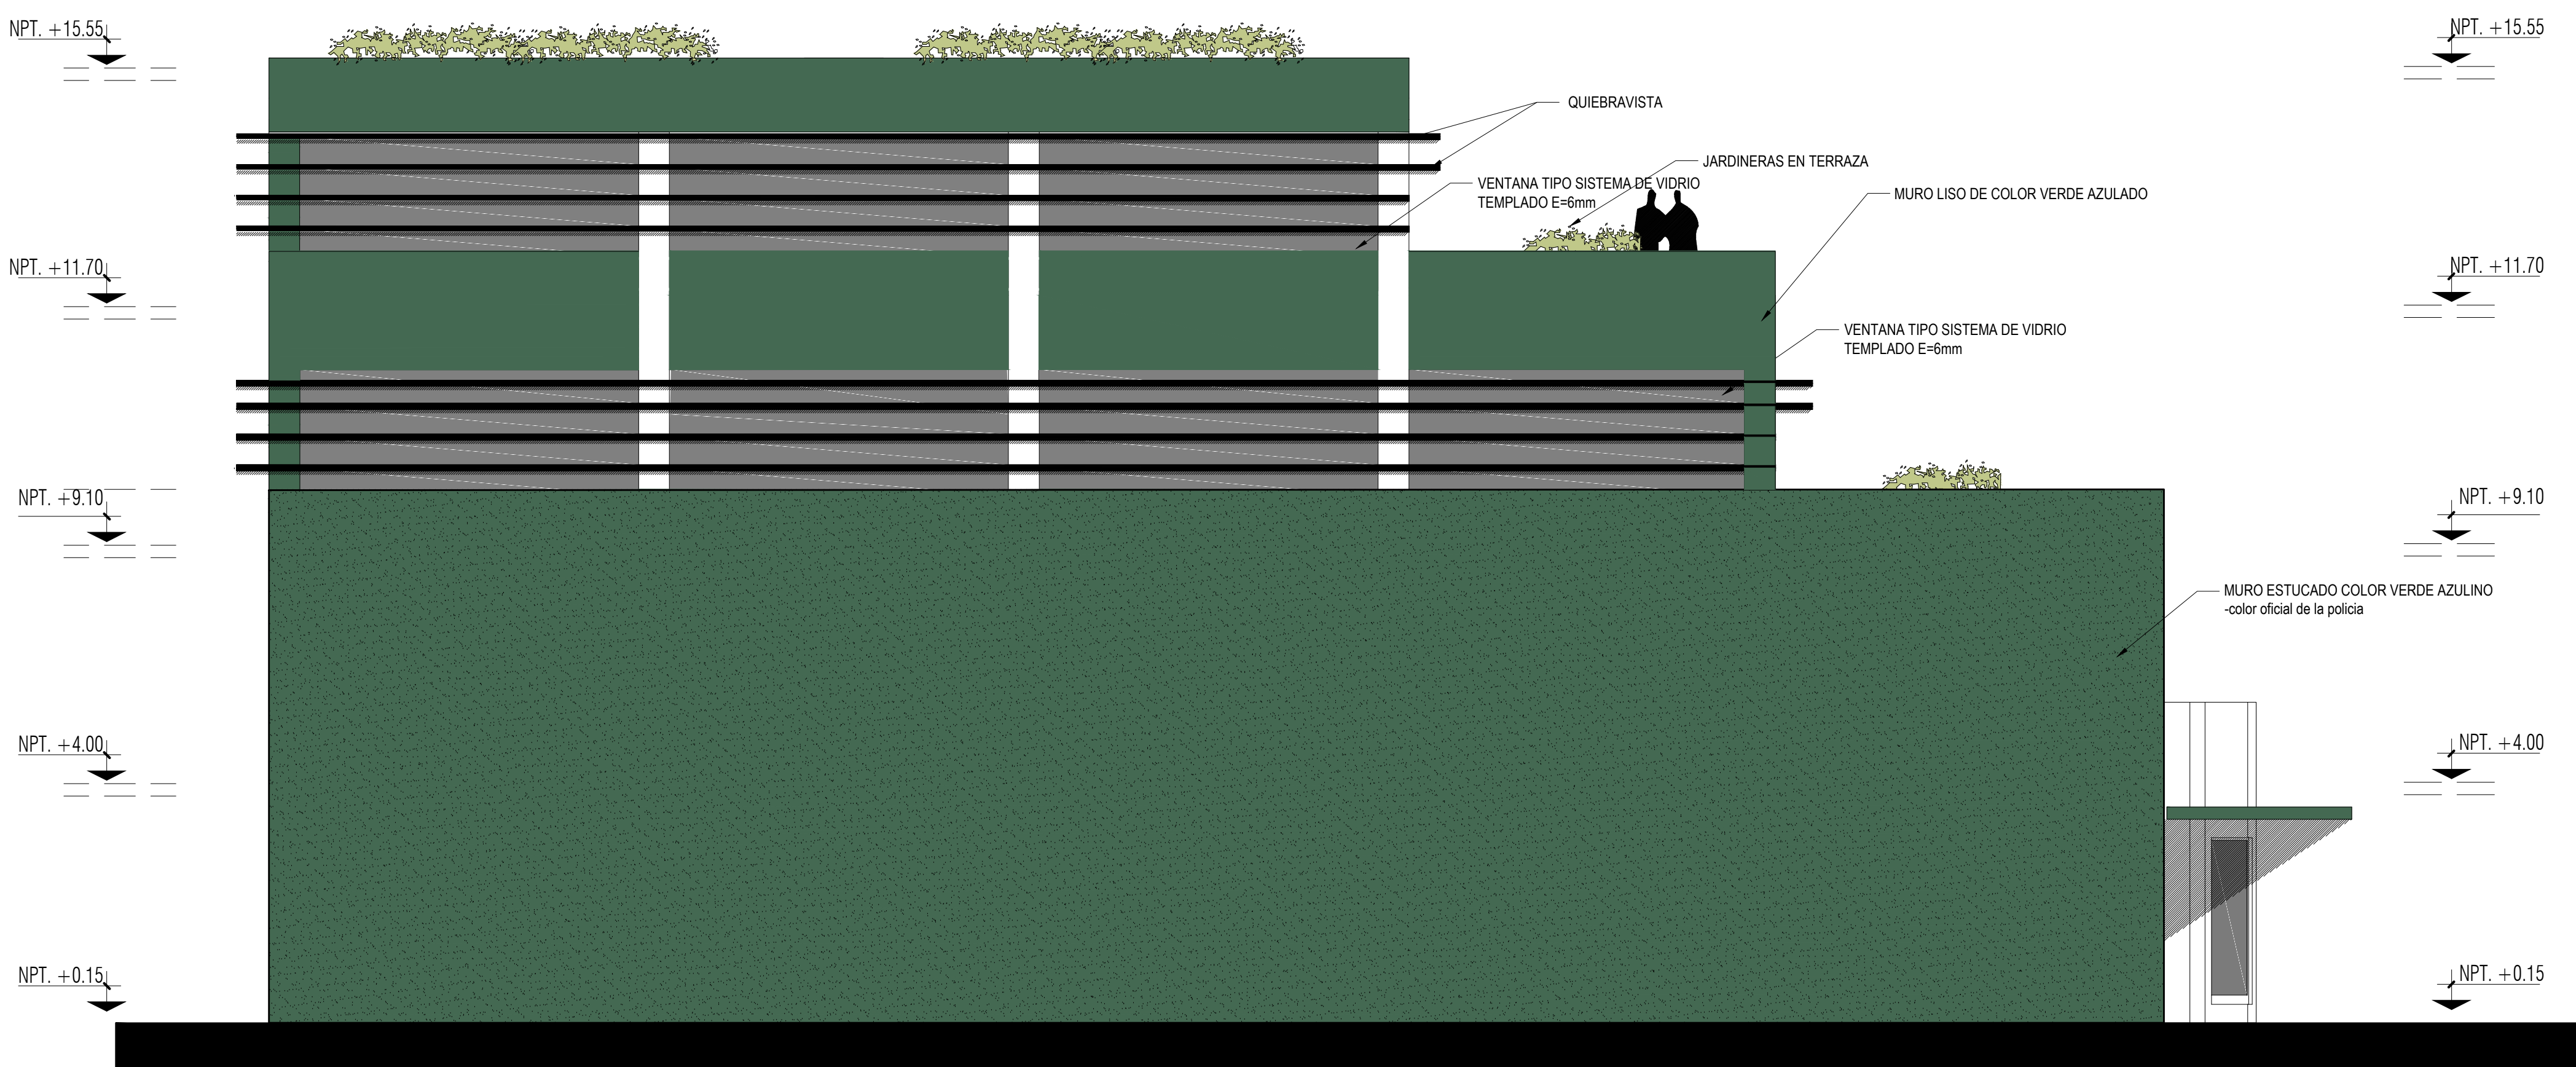 NPT. +15.55
NPT. +15.55
QUIEBRAVISTA
JARDINERAS EN TERRAZA
VENTANA TIPO SISTEMA DE VIDRIO
TEMPLADO E=6mm
MURO LISO DE COLOR VERDE AZULADO
NPT. +11.70
NPT. +11.70
VENTANA TIPO SISTEMA DE VIDRIO
TEMPLADO E=6mm
NPT. +9.10
NPT. +9.10
MURO ESTUCADO COLOR VERDE AZULINO
-color oficial de la policia
NPT. +4.00
NPT. +4.00
NPT. +0.15
NPT. +0.15